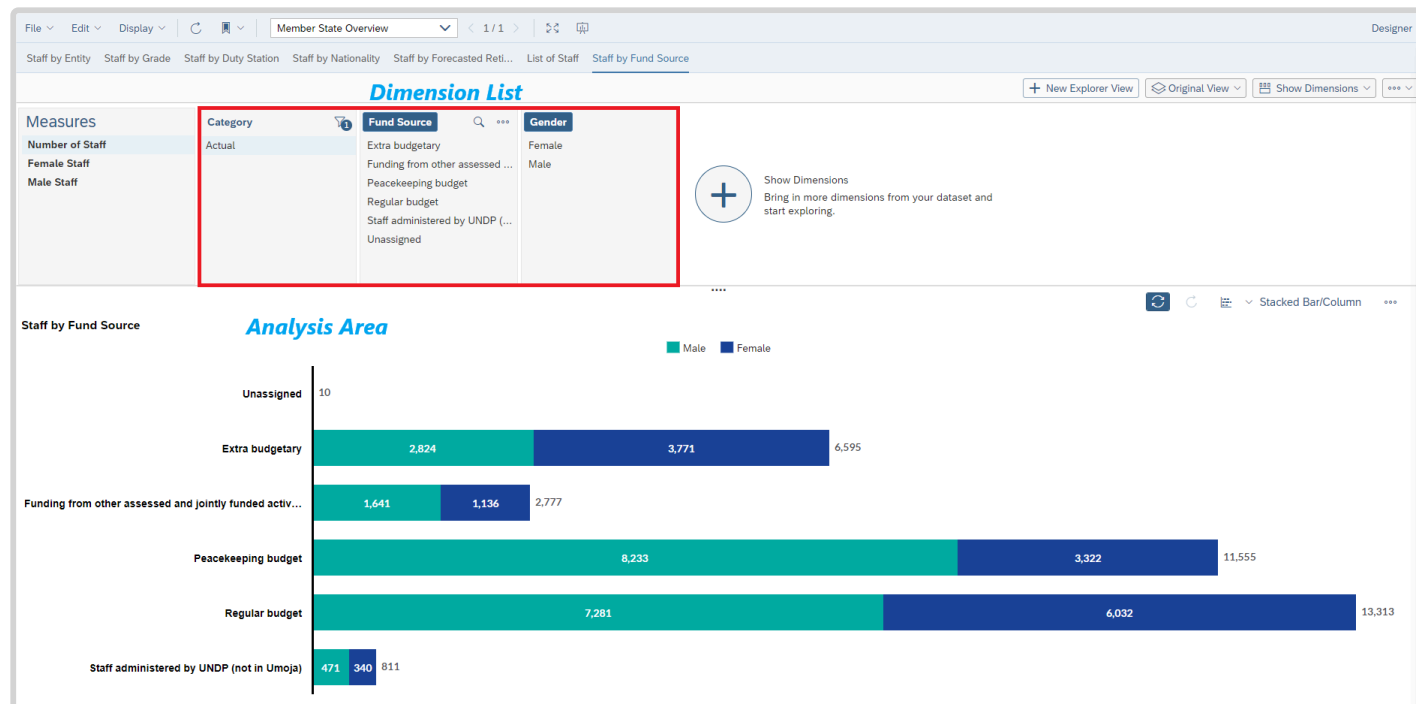 File Edit Display Member State Overview 1 / 1 Designer
Staff by Entity Staff by Grade Staff by Duty Station Staff by Nationality Staff by Forecasted Reti... List of Staff Staff by Fund Source
Dimension List
+ New Explorer View Original View Show Dimensions
Measures
Number of Staff
Female Staff
Male Staff
Category 1
Actual
Fund Source
Extra budgetary
Funding from other assessed ...
Peacekeeping budget
Regular budget
Staff administered by UNDP (...
Unassigned
Gender
Female
Male
Show Dimensions
Bring in more dimensions from your dataset and
start exploring.
Stacked Bar/Column
Staff by Fund Source
Analysis Area
Male Female
Unassigned 10
Extra budgetary 2,824 3,771 6,595
Funding from other assessed and jointly funded activ... 1,641 1,136 2,777
Peacekeeping budget 8,233 3,322 11,555
Regular budget 7,281 6,032 13,313
Staff administered by UNDP (not in Umoja) 471 340 811